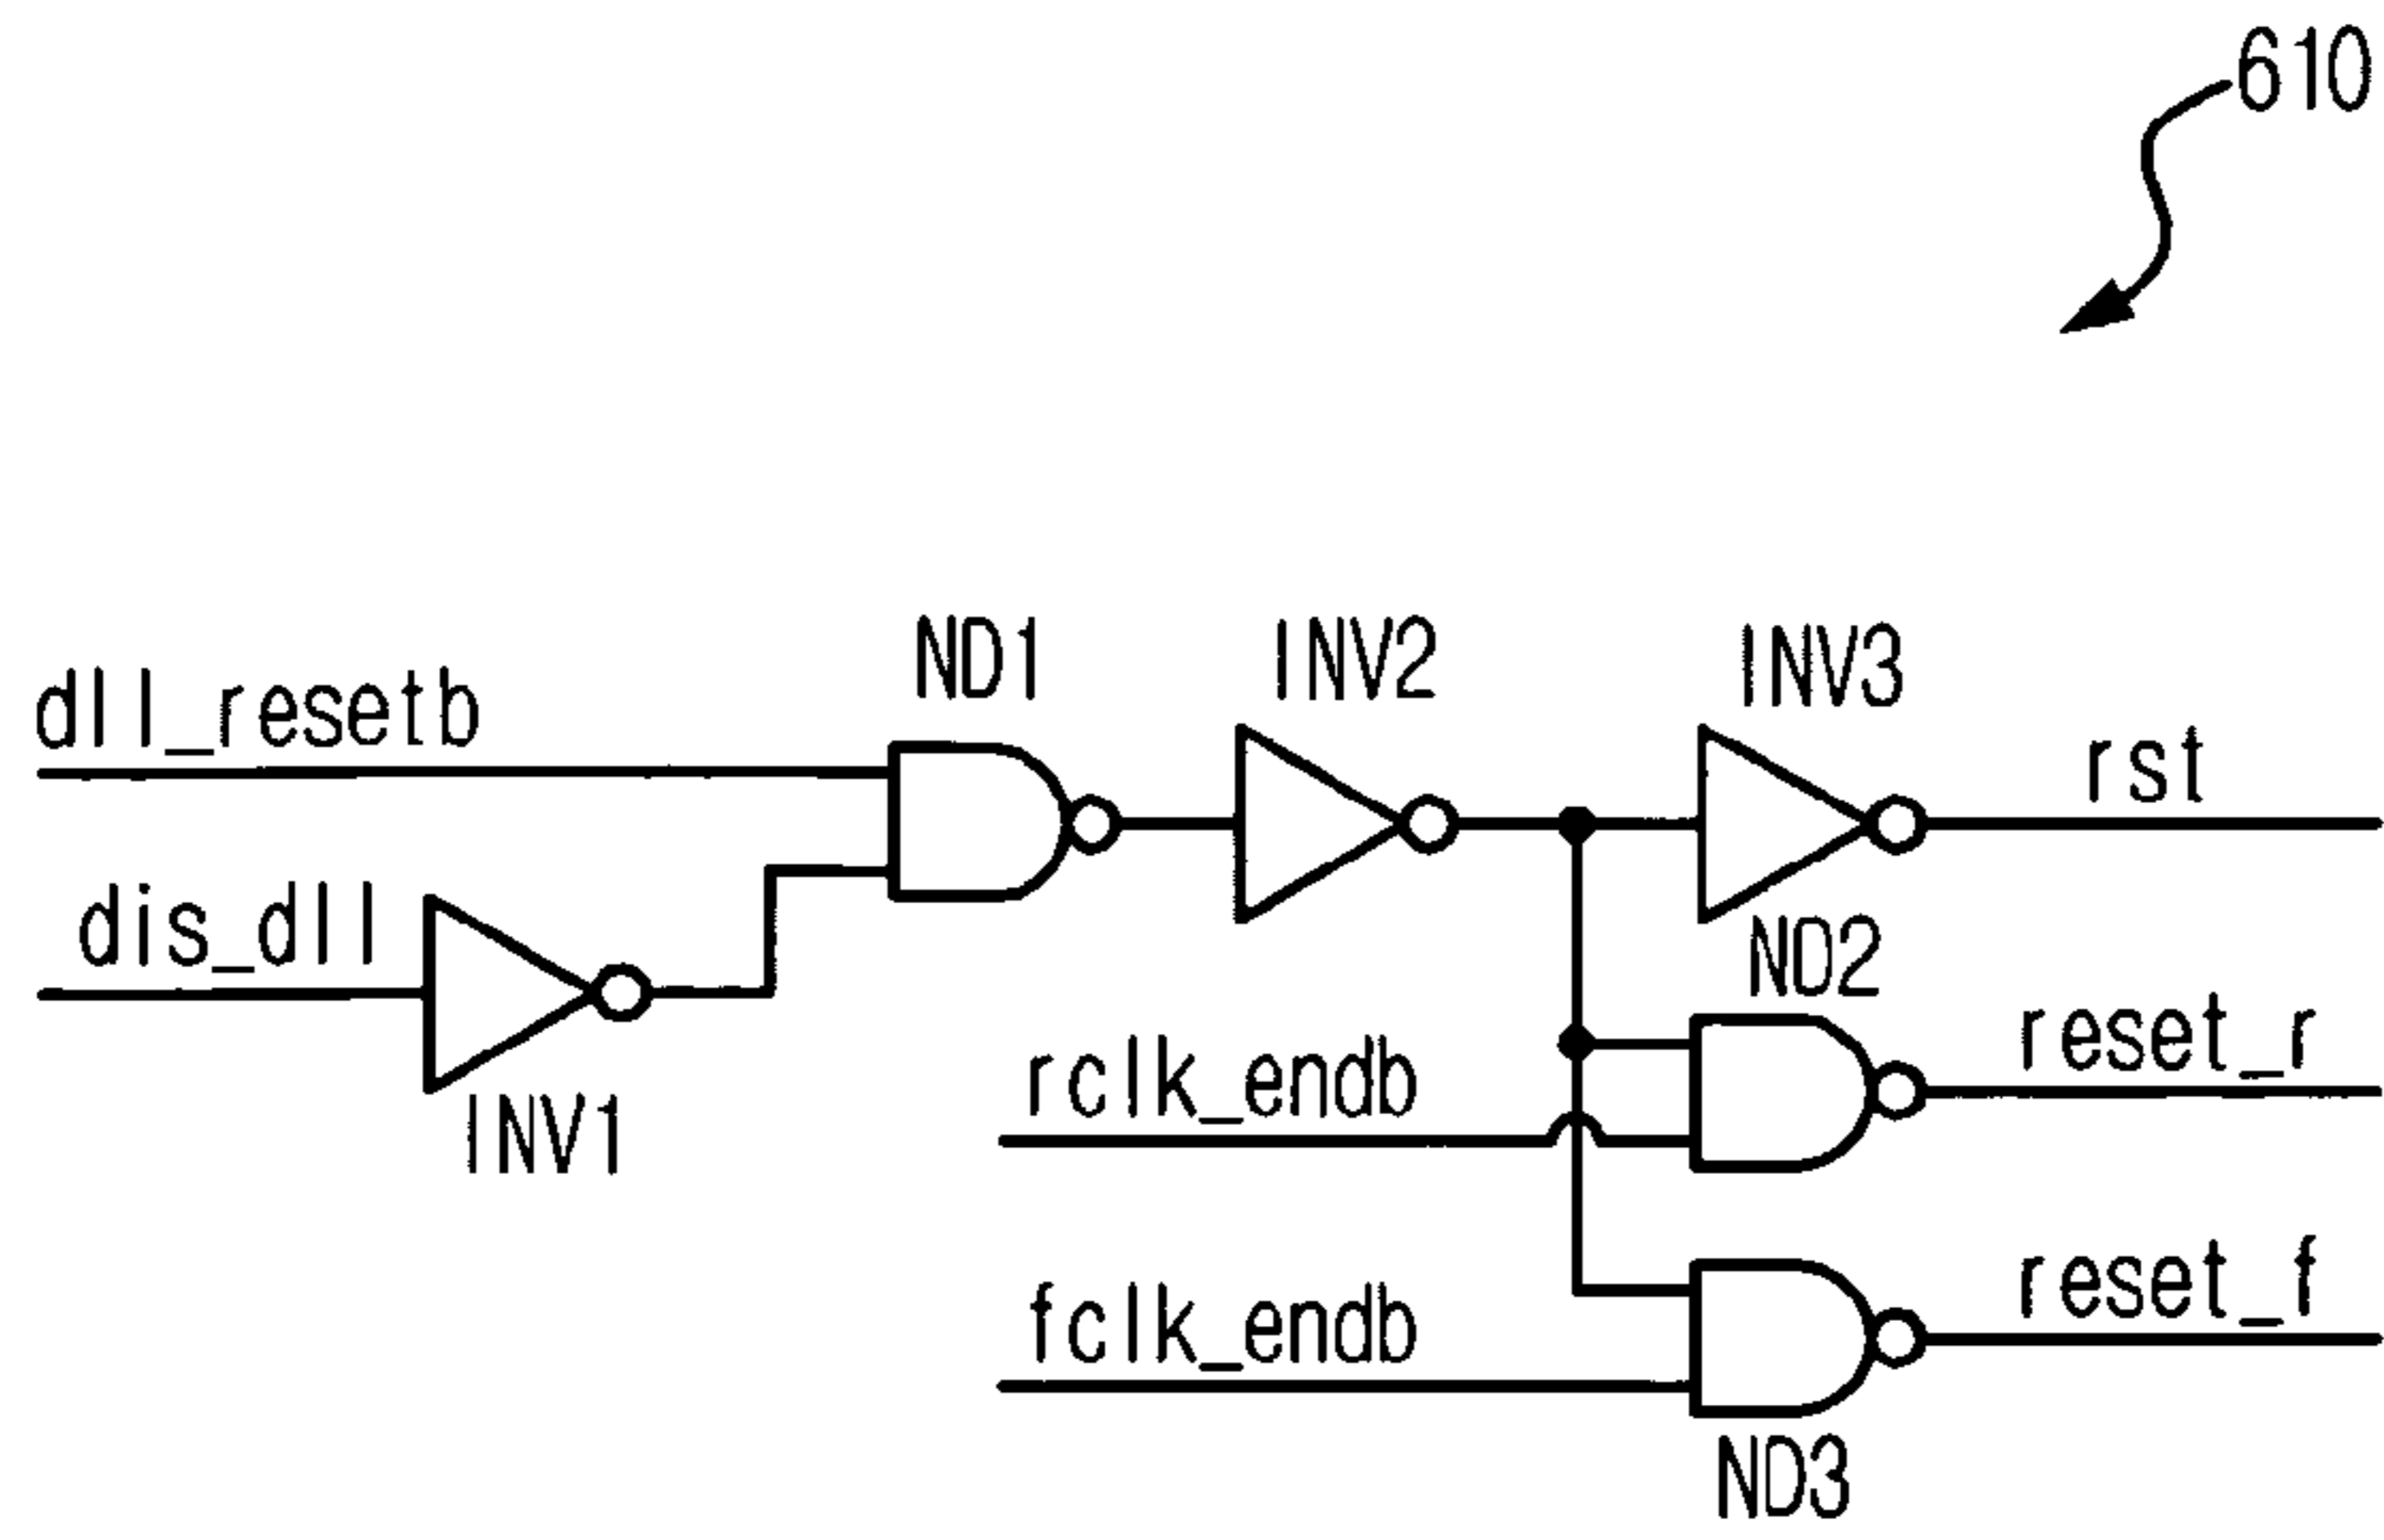 610
ND1
INV2
INV3
dll_resetb
rst
dis_dll
ND2
INV1
rclk_endb
reset_r
fclk_endb
reset_f
ND3